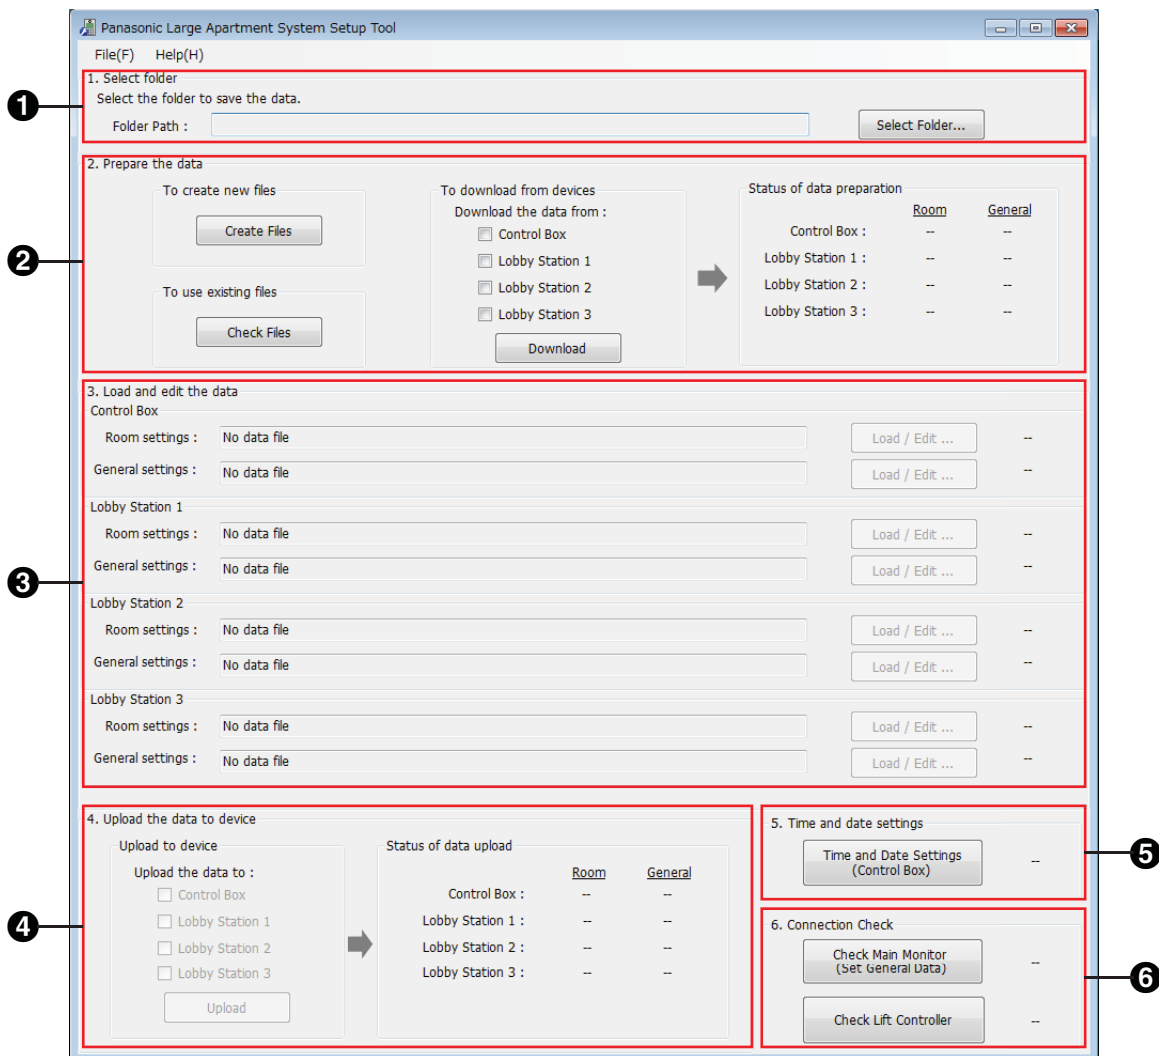 Panasonic Large Apartment System Setup Tool
File(F) Help(H)
1. Select folder
Select the folder to save the data.
Folder Path :
Select Folder...
❶
2. Prepare the data
To create new files
Create Files
To use existing files
Check Files
To download from devices
Download the data from :
Control Box
Lobby Station 1
Lobby Station 2
Lobby Station 3
Download
Status of data preparation
Room General
Control Box : -- --
Lobby Station 1 : -- --
Lobby Station 2 : -- --
Lobby Station 3 : -- --
❷
3. Load and edit the data
Control Box
Room settings : No data file Load / Edit ... --
General settings : No data file Load / Edit ... --
Lobby Station 1
Room settings : No data file Load / Edit ... --
General settings : No data file Load / Edit ... --
❸
Lobby Station 2
Room settings : No data file Load / Edit ... --
General settings : No data file Load / Edit ... --
Lobby Station 3
Room settings : No data file Load / Edit ... --
General settings : No data file Load / Edit ... --
4. Upload the data to device
Upload to device
Upload the data to :
Control Box
Lobby Station 1
Lobby Station 2
Lobby Station 3
Upload
Status of data upload
Room General
Control Box : -- --
Lobby Station 1 : -- --
Lobby Station 2 : -- --
Lobby Station 3 : -- --
❹
5. Time and date settings
Time and Date Settings
(Control Box)
--
❺
6. Connection Check
Check Main Monitor
(Set General Data)
--
Check Lift Controller --
❻